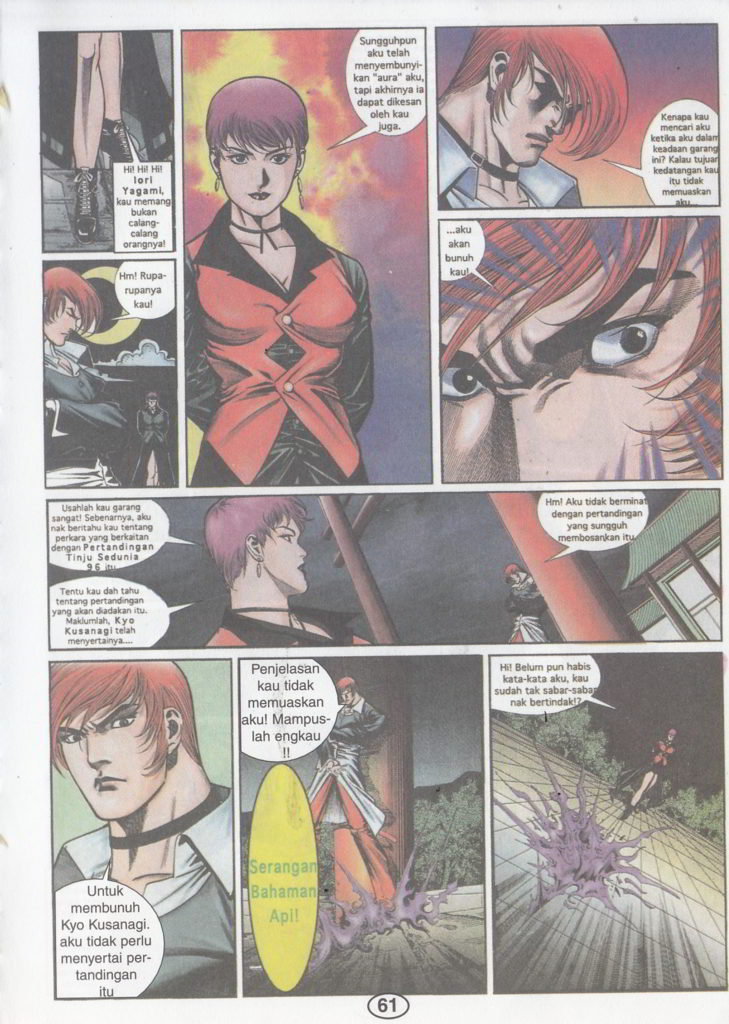 Hi! Hi! Hi!
Iori
Yagami,
kau memang
bukan
calang-
calang
orangnya!
Sungguhpun
aku telah
menyembunyi-
kan "aura" aku,
tapi akhirnya ia
dapat dikesan
oleh kau
juga.
Kenapa kau
mencari aku
ketika aku dalam
keadaan garang
ini? Kalau tujuan
kedatangan kau
itu tidak
memuaskan
aku...
Hm! Rupa-
rupanya
kau!
...aku
akan
bunuh
kau!
Usahlah kau garang
sangat! Sebenarnya, aku
nak beritahu kau tentang
perkara yang berkaitan
dengan Pertandingan
Tinju Sedunia
96 itu.
Tentu kau dah tahu
tentang pertandingan
yang akan diadakan itu.
Maklumlah, Kyo
Kusanagi telah
menyertainya....
Hm! Aku tidak berminat
dengan pertandingan
yang sungguh
membosankan itu.
Untuk
membunuh
Kyo Kusanagi.
aku tidak perlu
menyertai per-
tandingan
itu
Penjelasan
kau tidak
memuaskan
aku! Mampus-
lah engkau
!!
Serangan
Bahaman
Api!
Hi! Belum pun habis
kata-kata aku, kau
sudah tak sabar-sabar
nak bertindak!?
61